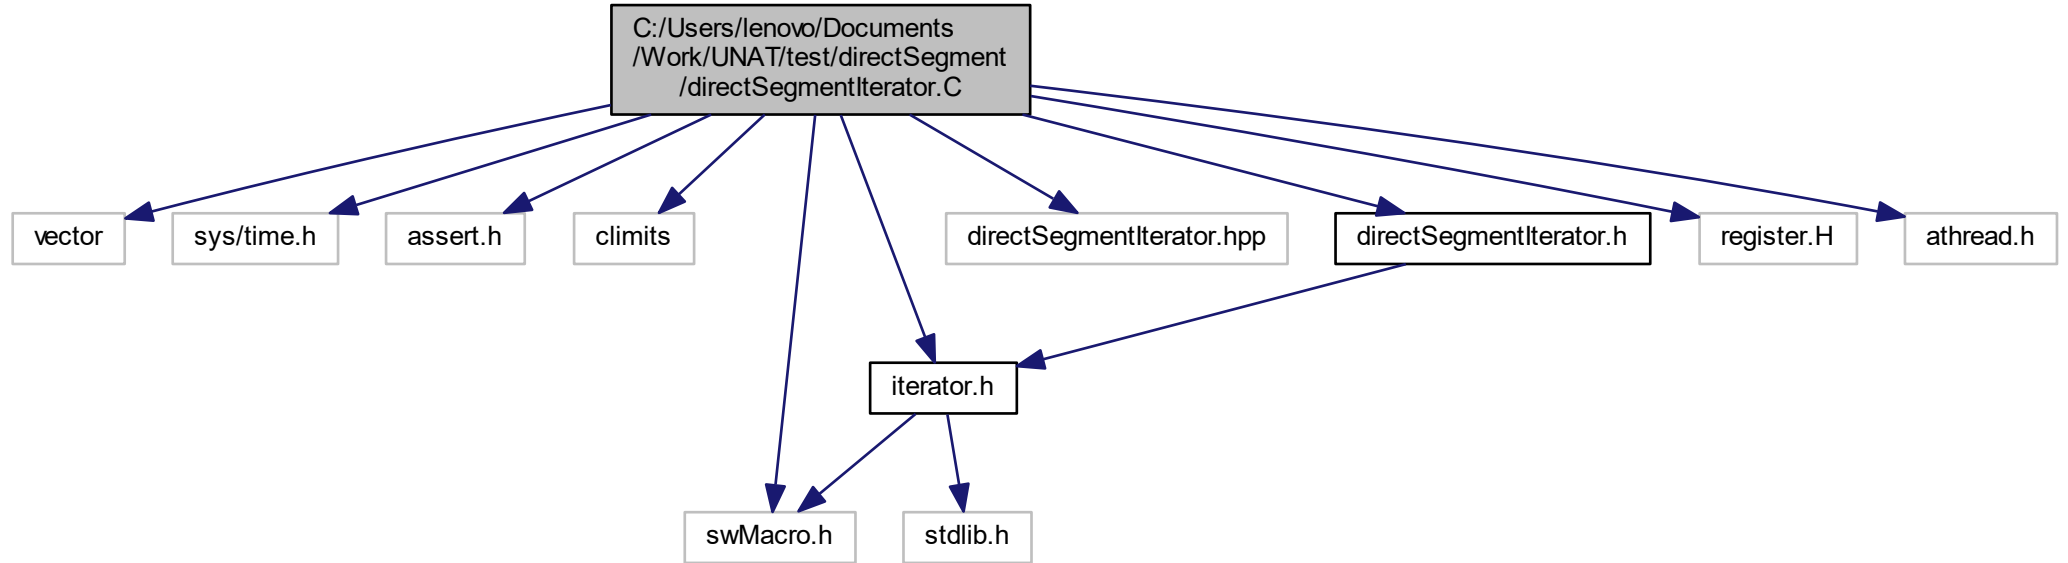 C:/Users/lenovo/Documents
/Work/UNAT/test/directSegment
/directSegmentIterator.C
vector
sys/time.h
assert.h
climits
directSegmentIterator.hpp
directSegmentIterator.h
register.H
athread.h
iterator.h
swMacro.h
stdlib.h